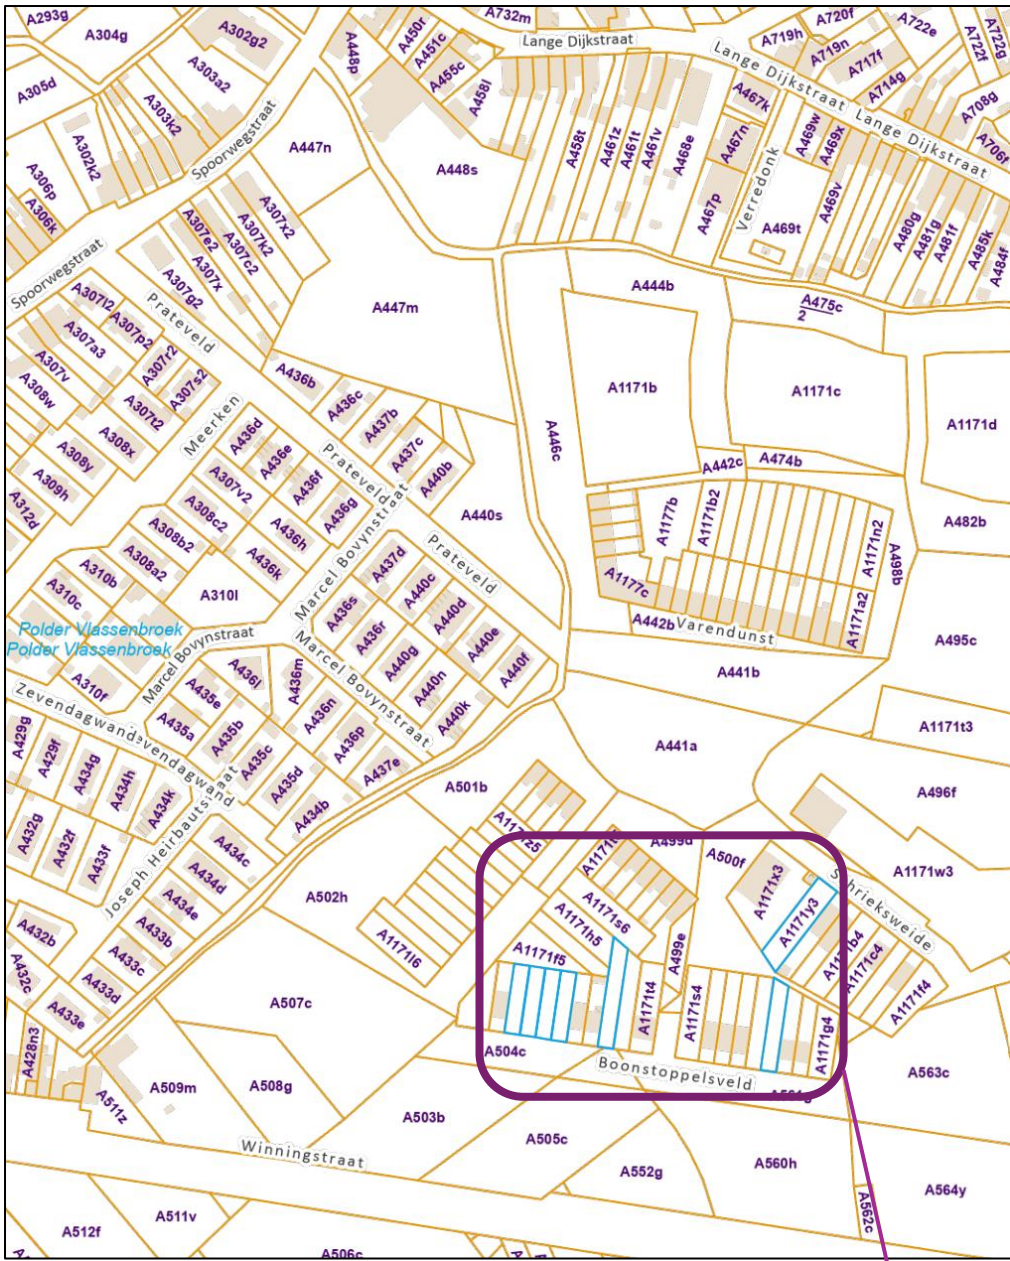 A293g
A304g
A302g2
A303a2
A305d
A303k2
A302k2
A306p
A306k
Spoorwegstraat
A447n
A448p
A450r
A451c
A455c
A458l
A732m
Lange Dijkstraat
A448s
A458t
A461z
A461t
A461v
A468e
A467k
A467n
A467p
Verredonk
A719h
A720f
A719n
A717f
A722e
A722f
A722g
A714g
A708g
A706f
Lange Dijkstraat
Lange Dijkstraat
A469w
A469x
A469v
A469t
A480g
A481g
A481f
A485k
A484f
Spoorwegstraat
A307x2
A307k2
A307c2
A307e2
A307x
A307g2
A307l2
A307p2
A307a3
A307v
A308w
Prateveld
A307r2
A307s2
A307t2
A308x
A308y
A309h
A312d
A447m
A444b
A475c
2
A1171b
A1171c
A1171d
A446c
A442c
A474b
A482b
A436b
A436c
A437b
A437c
A440b
Meerken
A436d
A436e
A436f
A436g
Prateveld
A307v2
A308c2
A308b2
A308a2
A436h
A436k
Marcel Bovynstraat
A440s
Prateveld
A1177b
A1171b2
A1171n2
A498b
A1177c
A1171a2
A442b
Varendunst
A495c
A441b
A310b
A310c
A310l
A310f
Polder Vlassenbroek
Polder Vlassenbroek
Marcel Bovynstraat
A437d
A436s
A436r
A440c
A440d
A440e
A440f
A440g
A440n
A440k
A436l
A436m
A436n
A436p
A437e
Marcel Bovynstraat
A435e
A435a
A435b
A435c
A435d
A434b
Zevendagwand
A429g
A429f
A434g
A434h
A434k
A432g
A432f
A433f
Joseph Heirbautstraat
A434c
A434d
A434e
A433b
A433c
A433d
A433e
A432b
A432c
A428n3
A441a
A1171t3
A496f
A501b
A1171z5
A502h
A1171l6
A499d
A500f
A1171x3
A1171y3
Schrieksweide
A1171w3
A1171s6
A1171h5
A1171f5
A499e
A1171t4
A1171s4
A1171c4
A1171f4
A1171g4
A507c
A504c
Boonstoppelsveld
A563c
A509m
A508g
A511z
A503b
A505c
A552g
A560h
A562c
A564y
Winningstraat
A512f
A511v
A506c